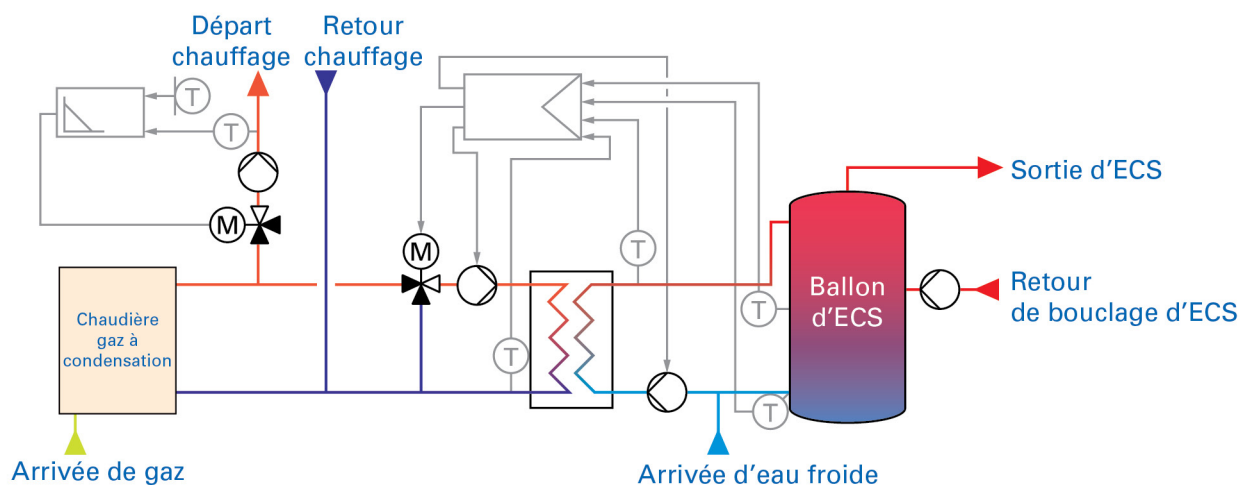 Départ
chauffage
Retour
chauffage
T
T
M
M
T
T
T
T
Sortie d'ECS
Ballon
d'ECS
Retour
de bouclage d'ECS
Chaudière
gaz à
condensation
Arrivée de gaz
Arrivée d'eau froide